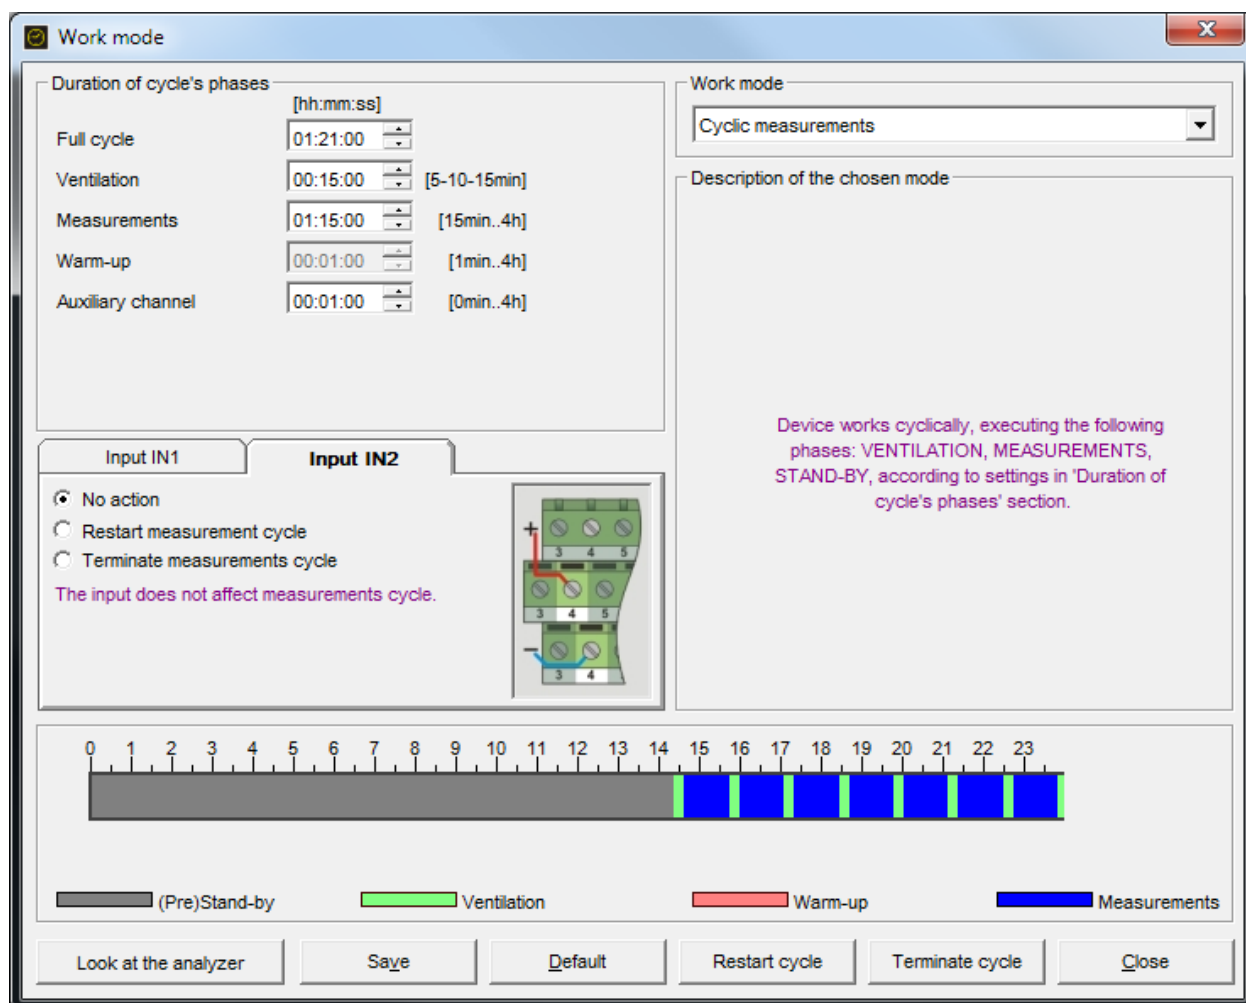 Work mode
Duration of cycle's phases
[hh:mm:ss]
Full cycle 01:21:00
Ventilation 00:15:00 [5-10-15min]
Measurements 01:15:00 [15min..4h]
Warm-up 00:01:00 [1min..4h]
Auxiliary channel 00:01:00 [0min..4h]
Work mode
Cyclic measurements
Description of the chosen mode
Device works cyclically, executing the following
phases: VENTILATION, MEASUREMENTS,
STAND-BY, according to settings in 'Duration of
cycle's phases' section.
Input IN1 Input IN2
No action
Restart measurement cycle
Terminate measurements cycle
The input does not affect measurements cycle.
+
3 4 5
3 4 5
−
3 4
0 1 2 3 4 5 6 7 8 9 10 11 12 13 14 15 16 17 18 19 20 21 22 23
(Pre)Stand-by Ventilation Warm-up Measurements
Look at the analyzer Save Default Restart cycle Terminate cycle Close